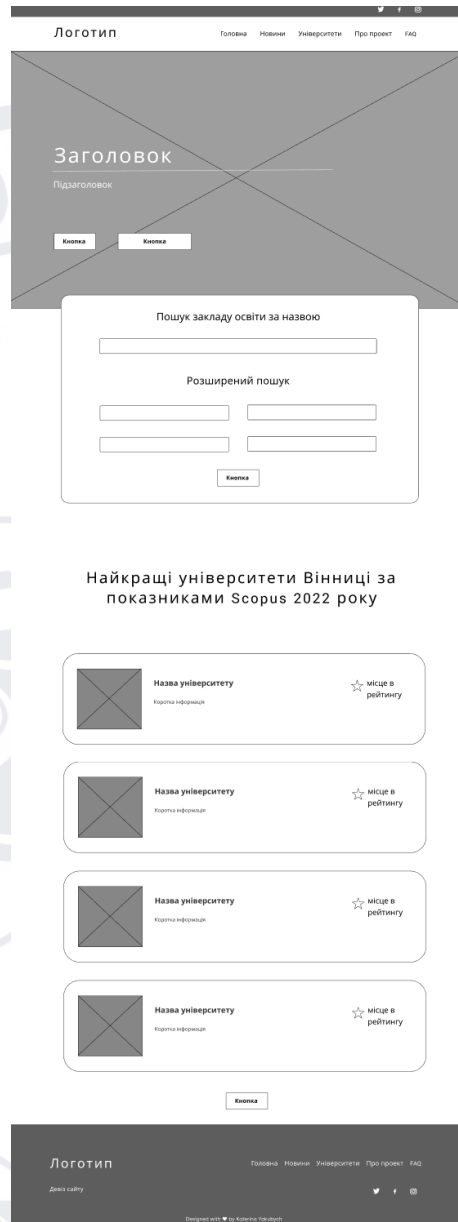 Логотип
Головна Новини Університети Про проект FAQ
Заголовок
Підзаголовок
Кнопка Кнопка
Пошук закладу освіти за назвою
Розширений пошук
Кнопка
Найкращі університети Вінниці за
показниками Scopus 2022 року
Назва університету
Коротка інформація
місце в
рейтингу
Назва університету
Коротка інформація
місце в
рейтингу
Назва університету
Коротка інформація
місце в
рейтингу
Назва університету
Коротка інформація
місце в
рейтингу
Кнопка
Логотип
Головна Новини Університети Про проект FAQ
Девіз сайту
Designed with ♥ by Katerina Yakubych